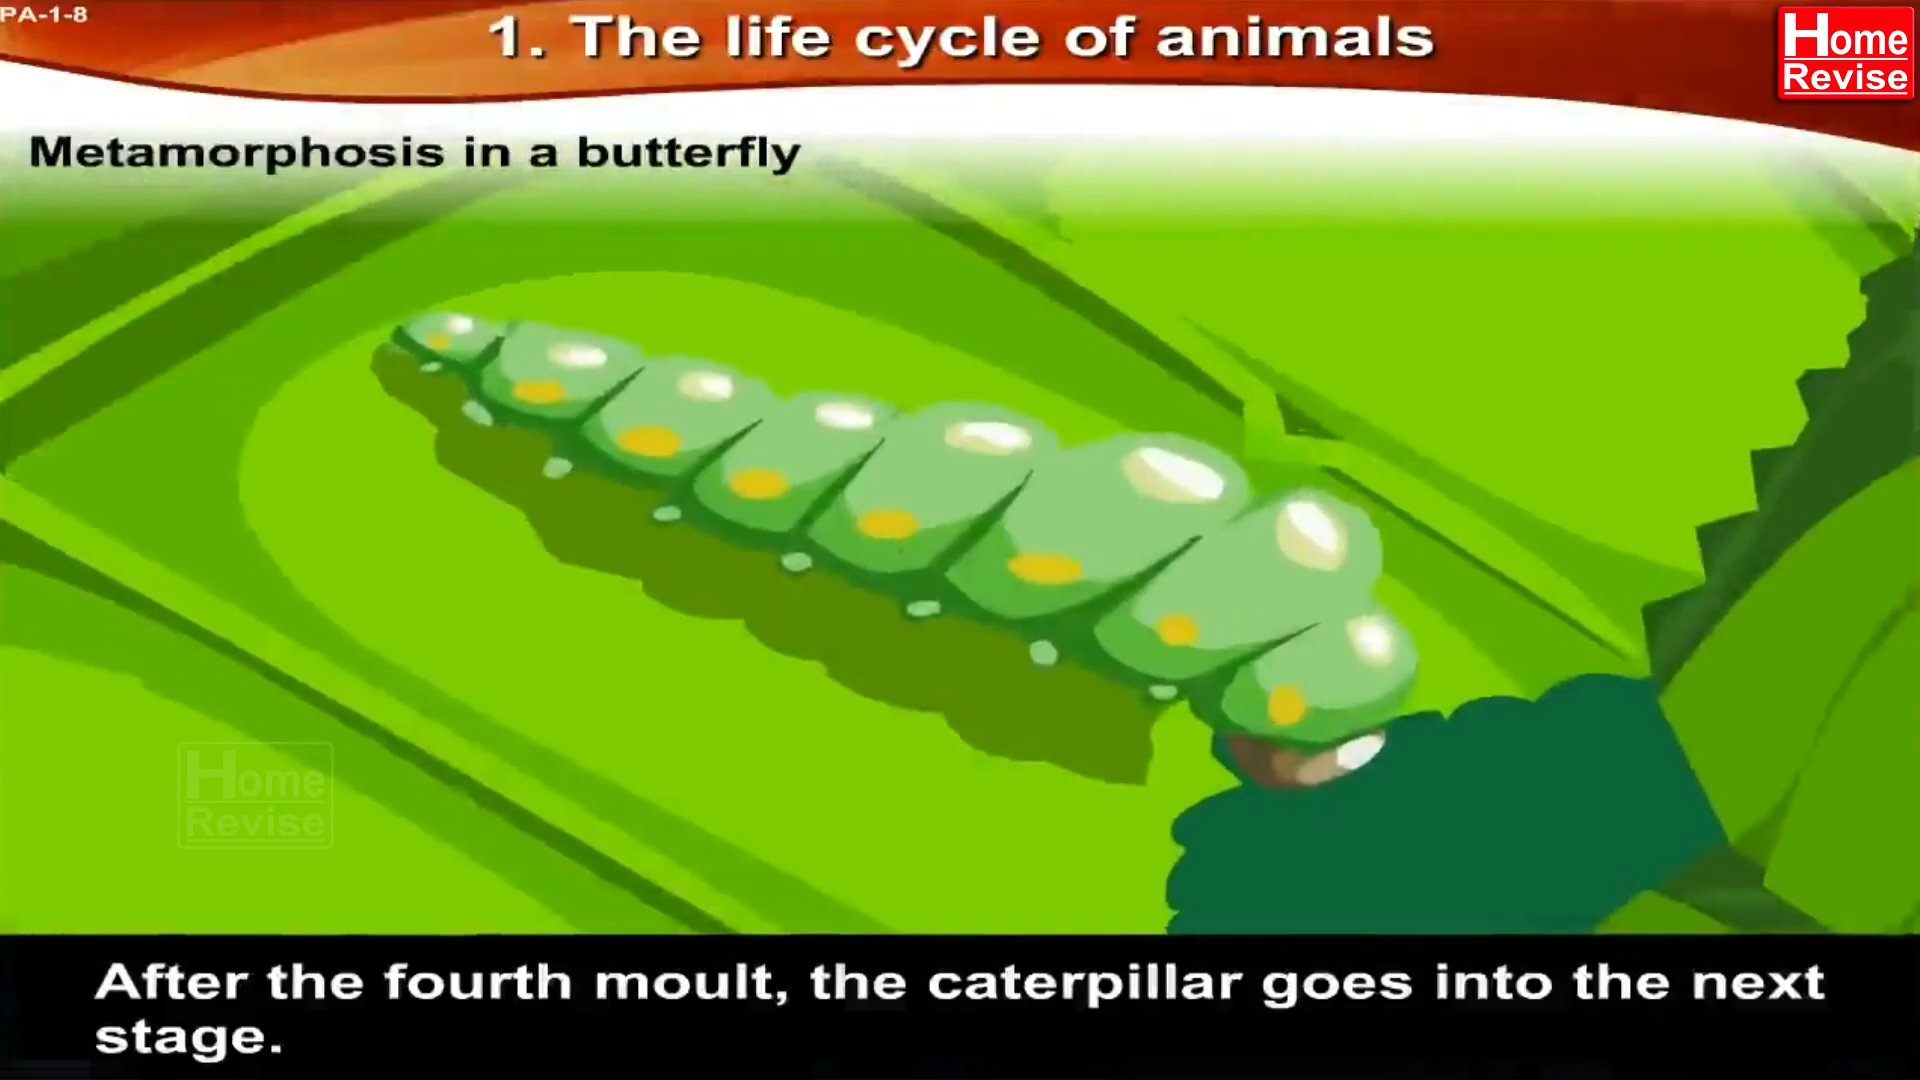 PA-1-8
1. The life cycle of animals
Home
Revise
Metamorphosis in a butterfly
Home
Revise
After the fourth moult, the caterpillar goes into the next
stage.